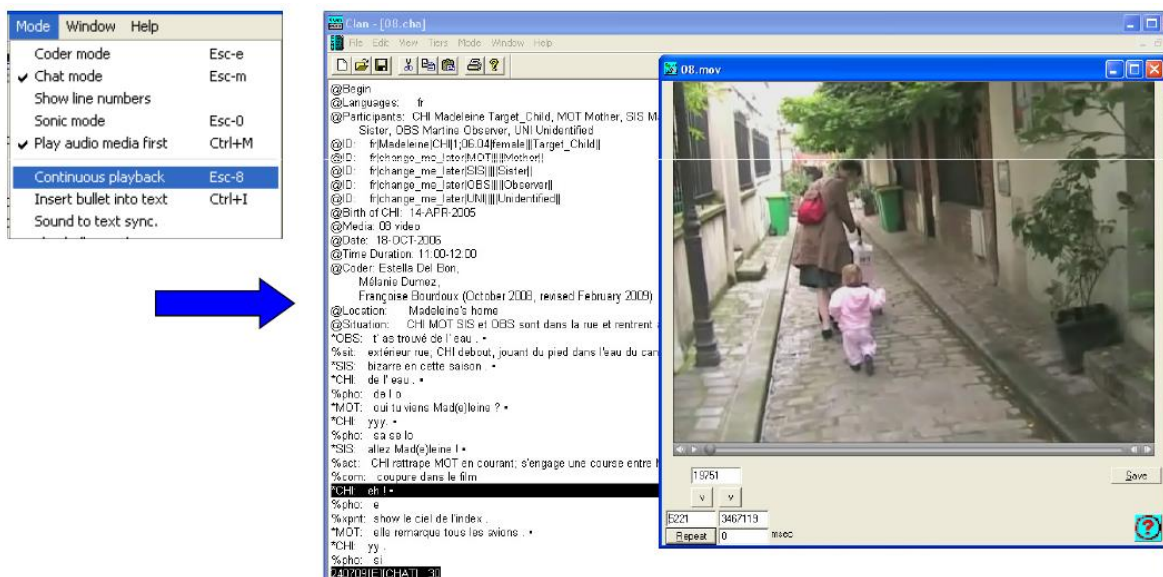 Mode Window Help
Coder mode Esc-e
Chat mode Esc-m
Show line numbers
Sonic mode Esc-0
Play audio media first Ctrl+M
Continuous playback Esc-8
Insert bullet into text Ctrl+I
Sound to text sync.
Clan - [08.cha]
File Edit View Tiers Mode Window Help
@Begin
@Languages: fr
@Participants: CHI Madeleine Target_Child, MOT Mother, SIS
Sister, OBS Martine Observer, UNI Unidentified
@ID: fr|Madeleine|CHI|1;06.04|female|||Target_Child||
@ID: fr|change_me_later|MOT|||||Mother||
@ID: fr|change_me_later|SIS|||||Sister||
@ID: fr|change_me_later|OBS|||||Observer||
@ID: fr|change_me_later|UNI|||||Unidentified||
@Birth of CHI: 14-APR-2005
@Media: 08 video
@Date: 18-OCT-2006
@Time Duration: 11:00-12:00
@Coder: Estella Del Bon,
Mélanie Dumez,
Françoise Bourdoux (October 2008, revised February 2009)
@Location: Madeleine's home
@Situation: CHI MOT SIS et OBS sont dans la rue et rentrent
*OBS: t' as trouvé de l' eau .
%sit: extérieur rue, CHI debout, jouant du pied dans l'eau du
*SIS: bizarre en cette saison .
*CHI: de l' eau .
%pho: de l o
*MOT: oui tu viens Mad(e)leine ?
*CHI: yyy.
%pho: sa se lo
*SIS: allez Mad(e)leine !
%act: CHI rattrape MOT en courant; s'engage une course entre
%com: coupure dans le film
*CHI: eh !
%pho: e
%xpnt: show le ciel de l'index .
*MOT: elle remarque tous les avions .
*CHI: yy .
%pho: si
240709[E][CHAT] 30
08.mov
19751
Save
v v
5221 3467119
Repeat 0 msec